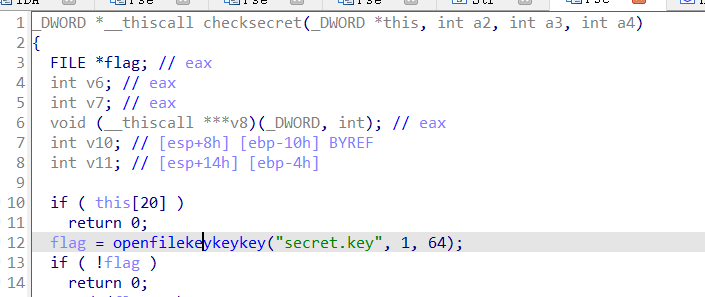 1 _DWORD *__thiscall checksecret(_DWORD *this, int a2, int a3, int a4)
2 {
3 FILE *flag; // eax
4 int v6; // eax
5 int v7; // eax
6 void (__thiscall ***v8)(_DWORD, int); // eax
7 int v10; // [esp+8h] [ebp-10h] BYREF
8 int v11; // [esp+14h] [ebp-4h]
9
10 if ( this[20] )
11 return 0;
12 flag = openfilekeykeykey("secret.key", 1, 64);
13 if ( !flag )
14 return 0;